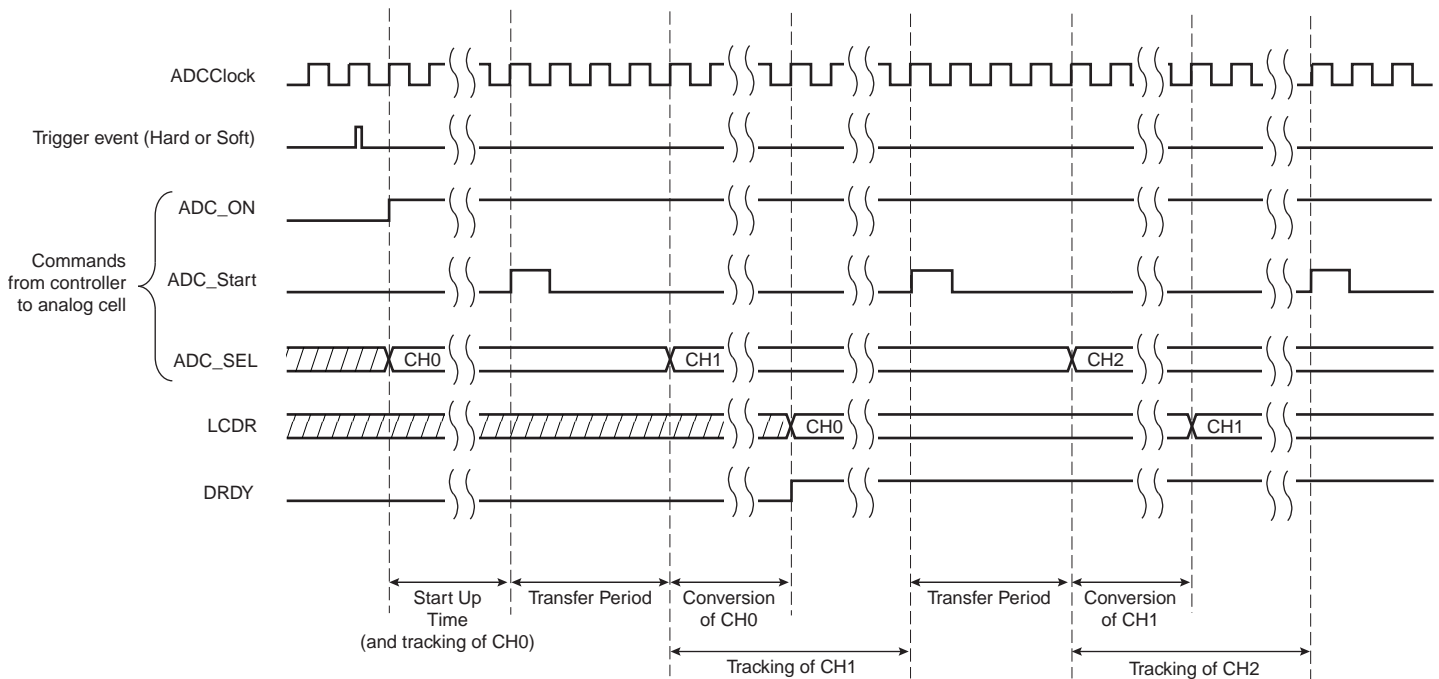 ADCClock
Trigger event (Hard or Soft)
ADC_ON
Commands
from controller
to analog cell
ADC_Start
ADC_SEL
CH0
CH1
CH2
LCDR
CH0
CH1
DRDY
Start Up
Time
(and tracking of CH0)
Transfer Period
Conversion
of CH0
Transfer Period
Conversion
of CH1
Tracking of CH1
Tracking of CH2